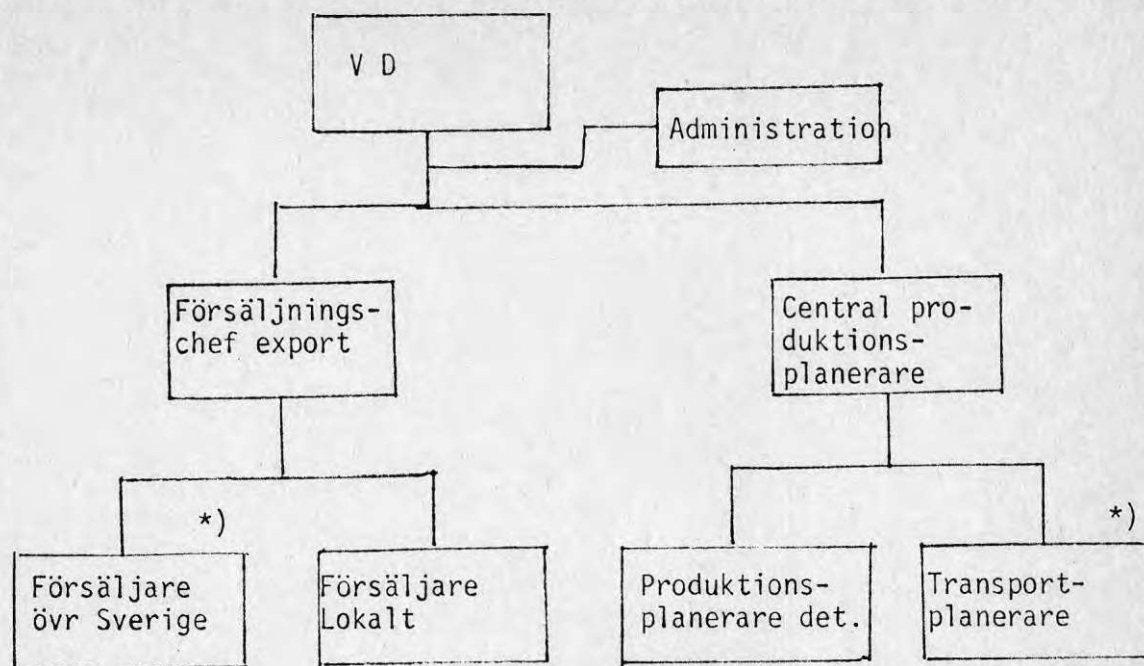 V D
Administration
Försäljnings-
chef export
Central pro-
duktions-
planerare
*)
*)
Försäljare
övr Sverige
Försäljare
Lokalt
Produktions-
planerare det.
Transport-
planerare